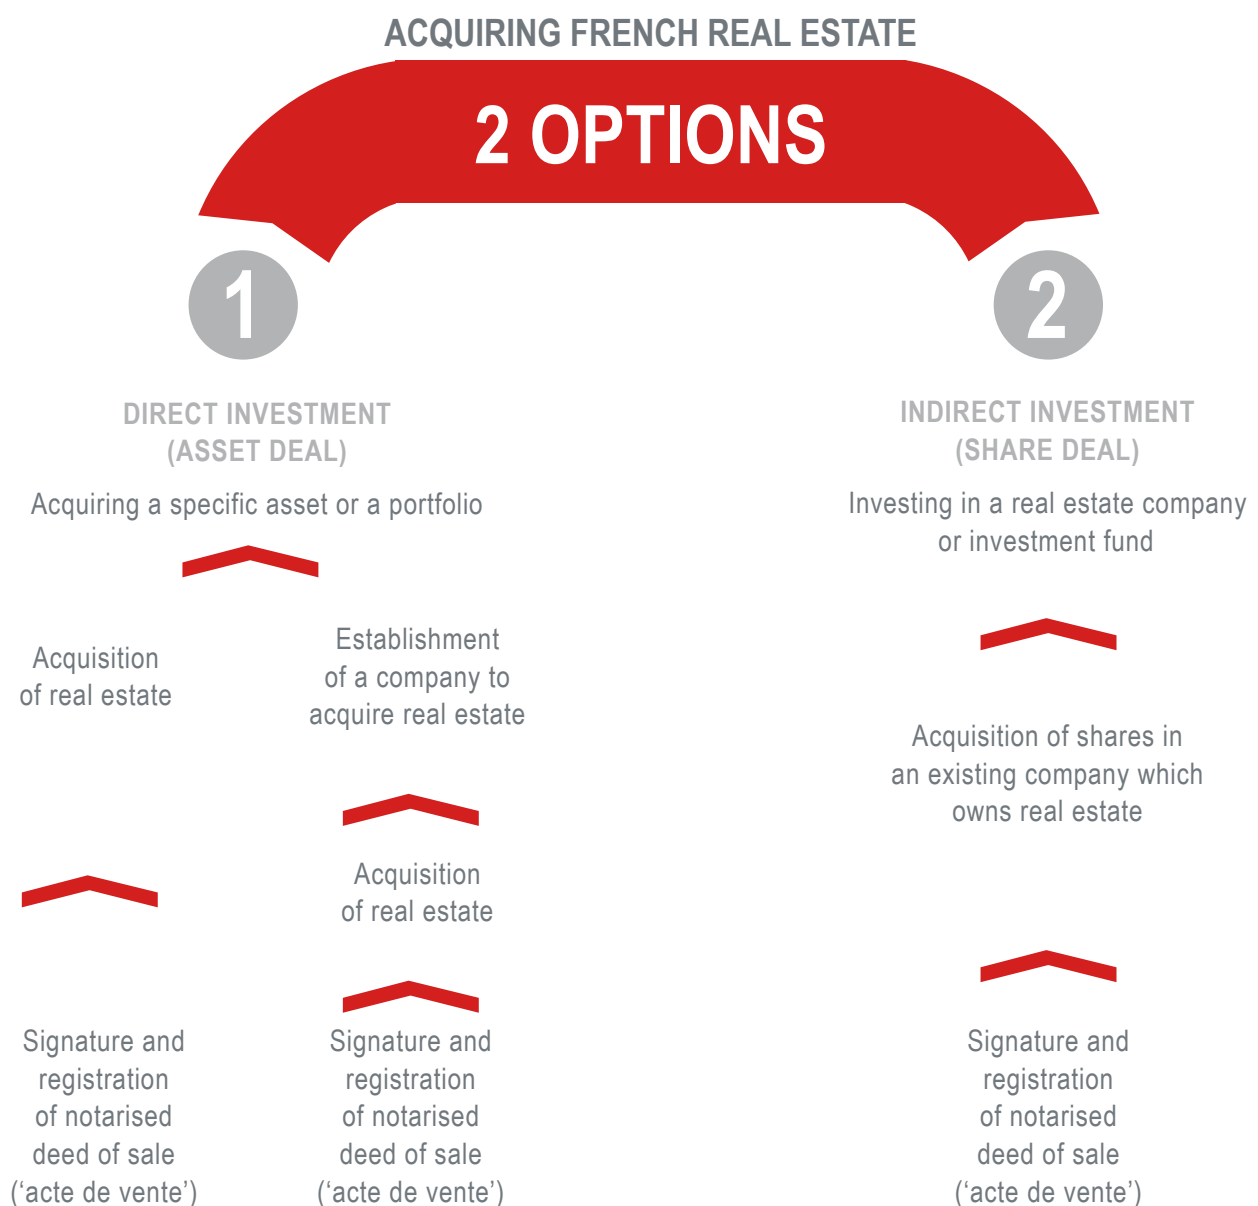 ACQUIRING FRENCH REAL ESTATE
2 OPTIONS
1
DIRECT INVESTMENT
(ASSET DEAL)
Acquiring a specific asset or a portfolio
Acquisition
of real estate
Establishment
of a company to
acquire real estate
Acquisition
of real estate
Signature and
registration
of notarised
deed of sale
(‘acte de vente’)
Signature and
registration
of notarised
deed of sale
(‘acte de vente’)
2
INDIRECT INVESTMENT
(SHARE DEAL)
Investing in a real estate company
or investment fund
Acquisition of shares in
an existing company which
owns real estate
Signature and
registration
of notarised
deed of sale
(‘acte de vente’)